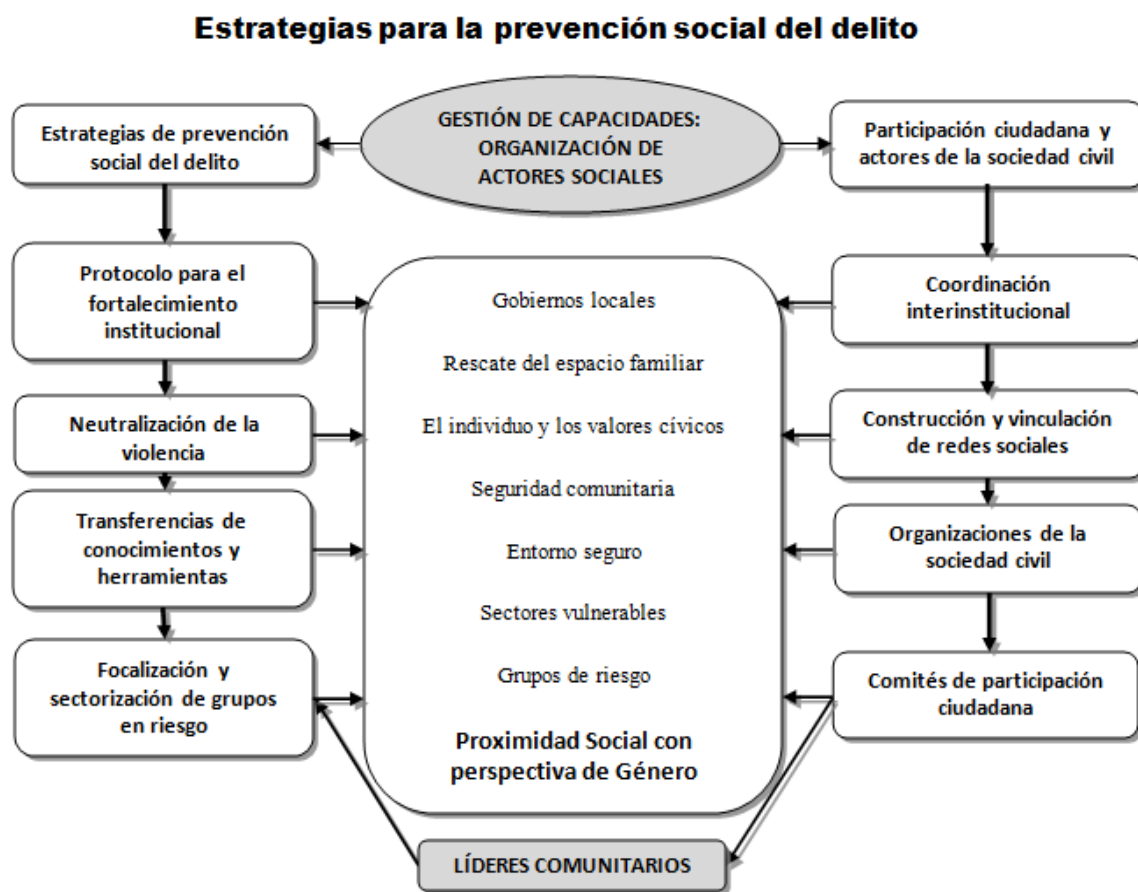 Estrategias para la prevención social del delito
GESTIÓN DE CAPACIDADES:
ORGANIZACIÓN DE
ACTORES SOCIALES
Estrategias de prevención
social del delito
Protocolo para el
fortalecimiento
institucional
Neutralización de la
violencia
Transferencias de
conocimientos y
herramientas
Focalización y
sectorización de grupos
en riesgo
Gobiernos locales
Rescate del espacio familiar
El individuo y los valores cívicos
Seguridad comunitaria
Entorno seguro
Sectores vulnerables
Grupos de riesgo
Proximidad Social con
perspectiva de Género
Participación ciudadana y
actores de la sociedad civil
Coordinación
interinstitucional
Construcción y vinculación
de redes sociales
Organizaciones de la
sociedad civil
Comités de participación
ciudadana
LÍDERES COMUNITARIOS